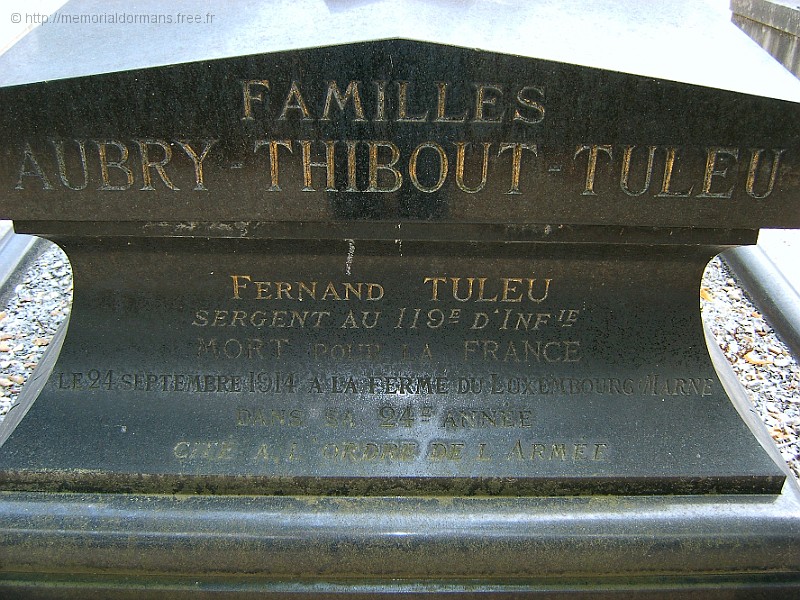 © http://memorialdormans.free.fr
FAMILLES
AUBRY-THIBOUT-TULEU
FERNAND TULEU
SERGENT AU 119E D'INFIE
MORT POUR LA FRANCE
LE 24 SEPTEMBRE 1914 A LA FERME DU LUXEMBOURG MARNE
DANS SA 24E ANNÉE
CITÉ A L'ORDRE DE L'ARMÉE